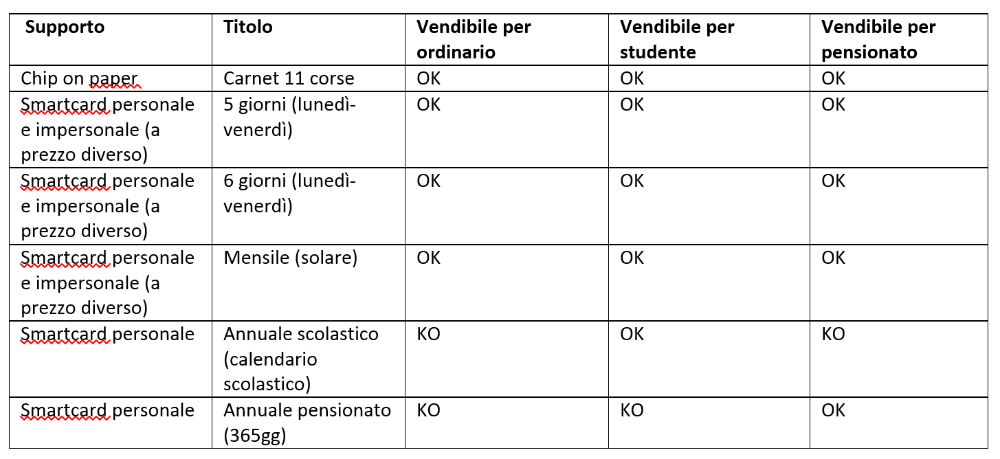 Supporto
Titolo
Vendibile per
ordinario
Vendibile per
studente
Vendibile per
pensionato
Chip on paper
Carnet 11 corse
OK
OK
OK
Smartcard personale
e impersonale (a
prezzo diverso)
5 giorni (lunedì-
venerdì)
OK
OK
OK
Smartcard personale
e impersonale (a
prezzo diverso)
6 giorni (lunedì-
venerdì)
OK
OK
OK
Smartcard personale
e impersonale (a
prezzo diverso)
Mensile (solare)
OK
OK
OK
Smartcard personale
Annuale scolastico
(calendario
scolastico)
KO
OK
KO
Smartcard personale
Annuale pensionato
(365gg)
KO
KO
OK